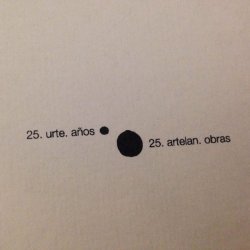 25. urte. años
25. artelan. obras